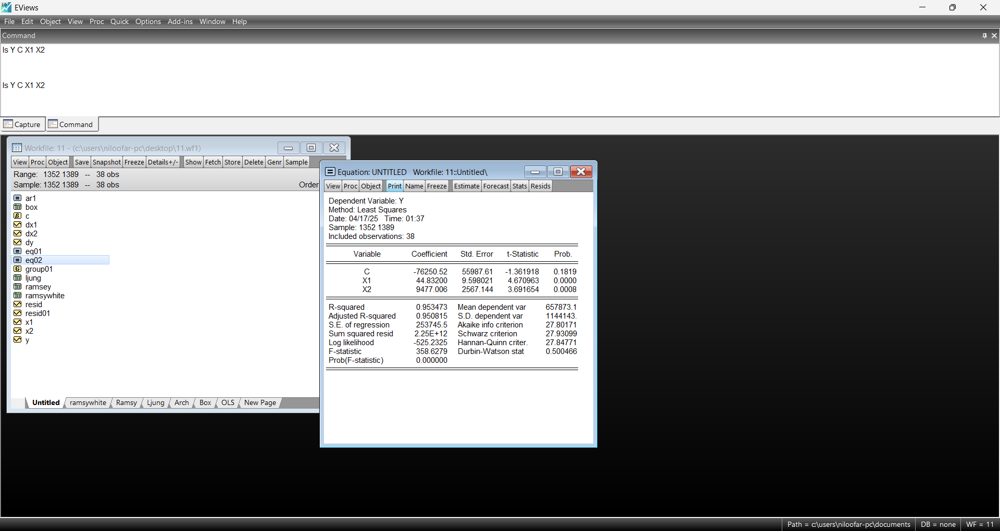 EViews
File Edit Object View Proc Quick Options Add-ins Window Help
Command
ls Y C X1 X2
ls Y C X1 X2
Capture Command
Workfile: 11 - (c:\users\niloofar-pc\desktop\11.wf1)
View Proc Object Save Snapshot Freeze Details+/- Show Fetch Store Delete Genr Sample
Range: 1352 1389 -- 38 obs
Sample: 1352 1389 -- 38 obs Order
ar1
box
c
dx1
dx2
dy
eq01
eq02
group01
ljung
ramsey
ramsywhite
resid
resid01
x1
x2
y
Untitled ramsywhite Ramsy Ljung Arch Box OLS New Page
Equation: UNTITLED Workfile: 11::Untitled\
View Proc Object Print Name Freeze Estimate Forecast Stats Resids
Dependent Variable: Y
Method: Least Squares
Date: 04/17/25 Time: 01:37
Sample: 1352 1389
Included observations: 38
Variable Coefficient Std. Error t-Statistic Prob.
C -76250.52 55987.61 -1.361918 0.1819
X1 44.83200 9.598021 4.670963 0.0000
X2 9477.006 2567.144 3.691654 0.0008
R-squared 0.953473 Mean dependent var 657873.1
Adjusted R-squared 0.950815 S.D. dependent var 1144143.
S.E. of regression 253745.5 Akaike info criterion 27.80171
Sum squared resid 2.25E+12 Schwarz criterion 27.93099
Log likelihood -525.2325 Hannan-Quinn criter. 27.84771
F-statistic 358.6279 Durbin-Watson stat 0.500466
Prob(F-statistic) 0.000000
Path = c:\users\niloofar-pc\documents DB = none WF = 11